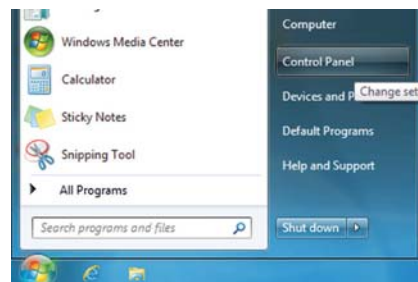 Windows Media Center
Calculator
Sticky Notes
Snipping Tool
All Programs
Search programs and files
Computer
Control Panel
Devices and P
Change set
Default Programs
Help and Support
Shut down